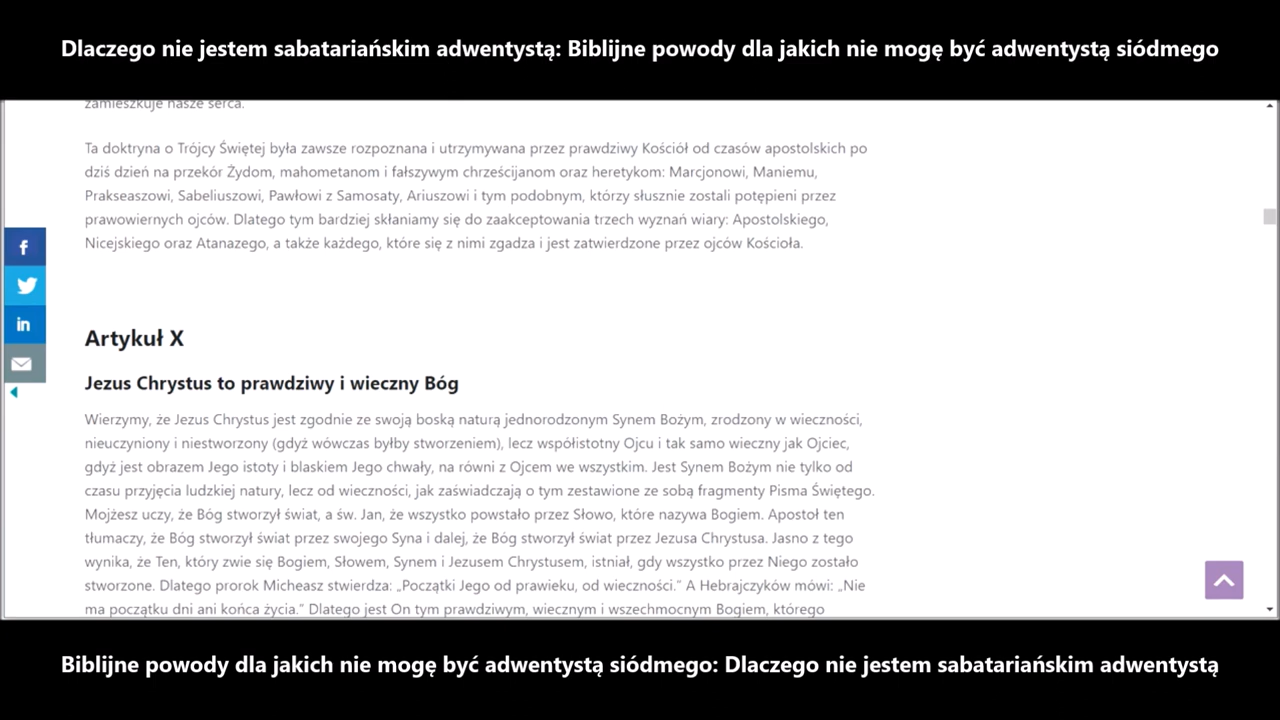 Dlaczego nie jestem sabatariańskim adwentystą: Biblijne powody dla jakich nie mogę być adwentystą siódmego
zamieszkuje nasze serca.
Ta doktryna o Trójcy Świętej była zawsze rozpoznana i utrzymywana przez prawdziwy Kościół od czasów apostolskich po
dziś dzień na przekór Żydom, mahometanom i fałszywym chrześcijanom oraz heretykom: Marcjonowi, Maniemu,
Prakseaszowi, Sabeliuszowi, Pawłowi z Samosaty, Ariuszowi i tym podobnym, którzy słusznie zostali potępieni przez
prawowiernych ojców. Dlatego tym bardziej skłaniamy się do zaakceptowania trzech wyznań wiary: Apostolskiego,
Nicejskiego oraz Atanazego, a także każdego, które się z nimi zgadza i jest zatwierdzone przez ojców Kościoła.
Artykuł X
Jezus Chrystus to prawdziwy i wieczny Bóg
Wierzymy, że Jezus Chrystus jest zgodnie ze swoją boską naturą jednorodzonym Synem Bożym, zrodzony w wieczności,
nieuczyniony i niestworzony (gdyż wówczas byłby stworzeniem), lecz współistotny Ojcu i tak samo wieczny jak Ojciec,
gdyż jest obrazem Jego istoty i blaskiem Jego chwały, na równi z Ojcem we wszystkim. Jest Synem Bożym nie tylko od
czasu przyjęcia ludzkiej natury, lecz od wieczności, jak zaświadczają o tym zestawione ze sobą fragmenty Pisma Świętego.
Mojżesz uczy, że Bóg stworzył świat, a św. Jan, że wszystko powstało przez Słowo, które nazywa Bogiem. Apostoł ten
tłumaczy, że Bóg stworzył świat przez swojego Syna i dalej, że Bóg stworzył świat przez Jezusa Chrystusa. Jasno z tego
wynika, że Ten, który zwie się Bogiem, Słowem, Synem i Jezusem Chrystusem, istniał, gdy wszystko przez Niego zostało
stworzone. Dlatego prorok Micheasz stwierdza: „Początki Jego od prawieku, od wieczności.” A Hebrajczyków mówi: „Nie
ma początku dni ani końca życia.” Dlatego jest On tym prawdziwym, wiecznym i wszechmocnym Bogiem, którego
Biblijne powody dla jakich nie mogę być adwentystą siódmego: Dlaczego nie jestem sabatariańskim adwentystą